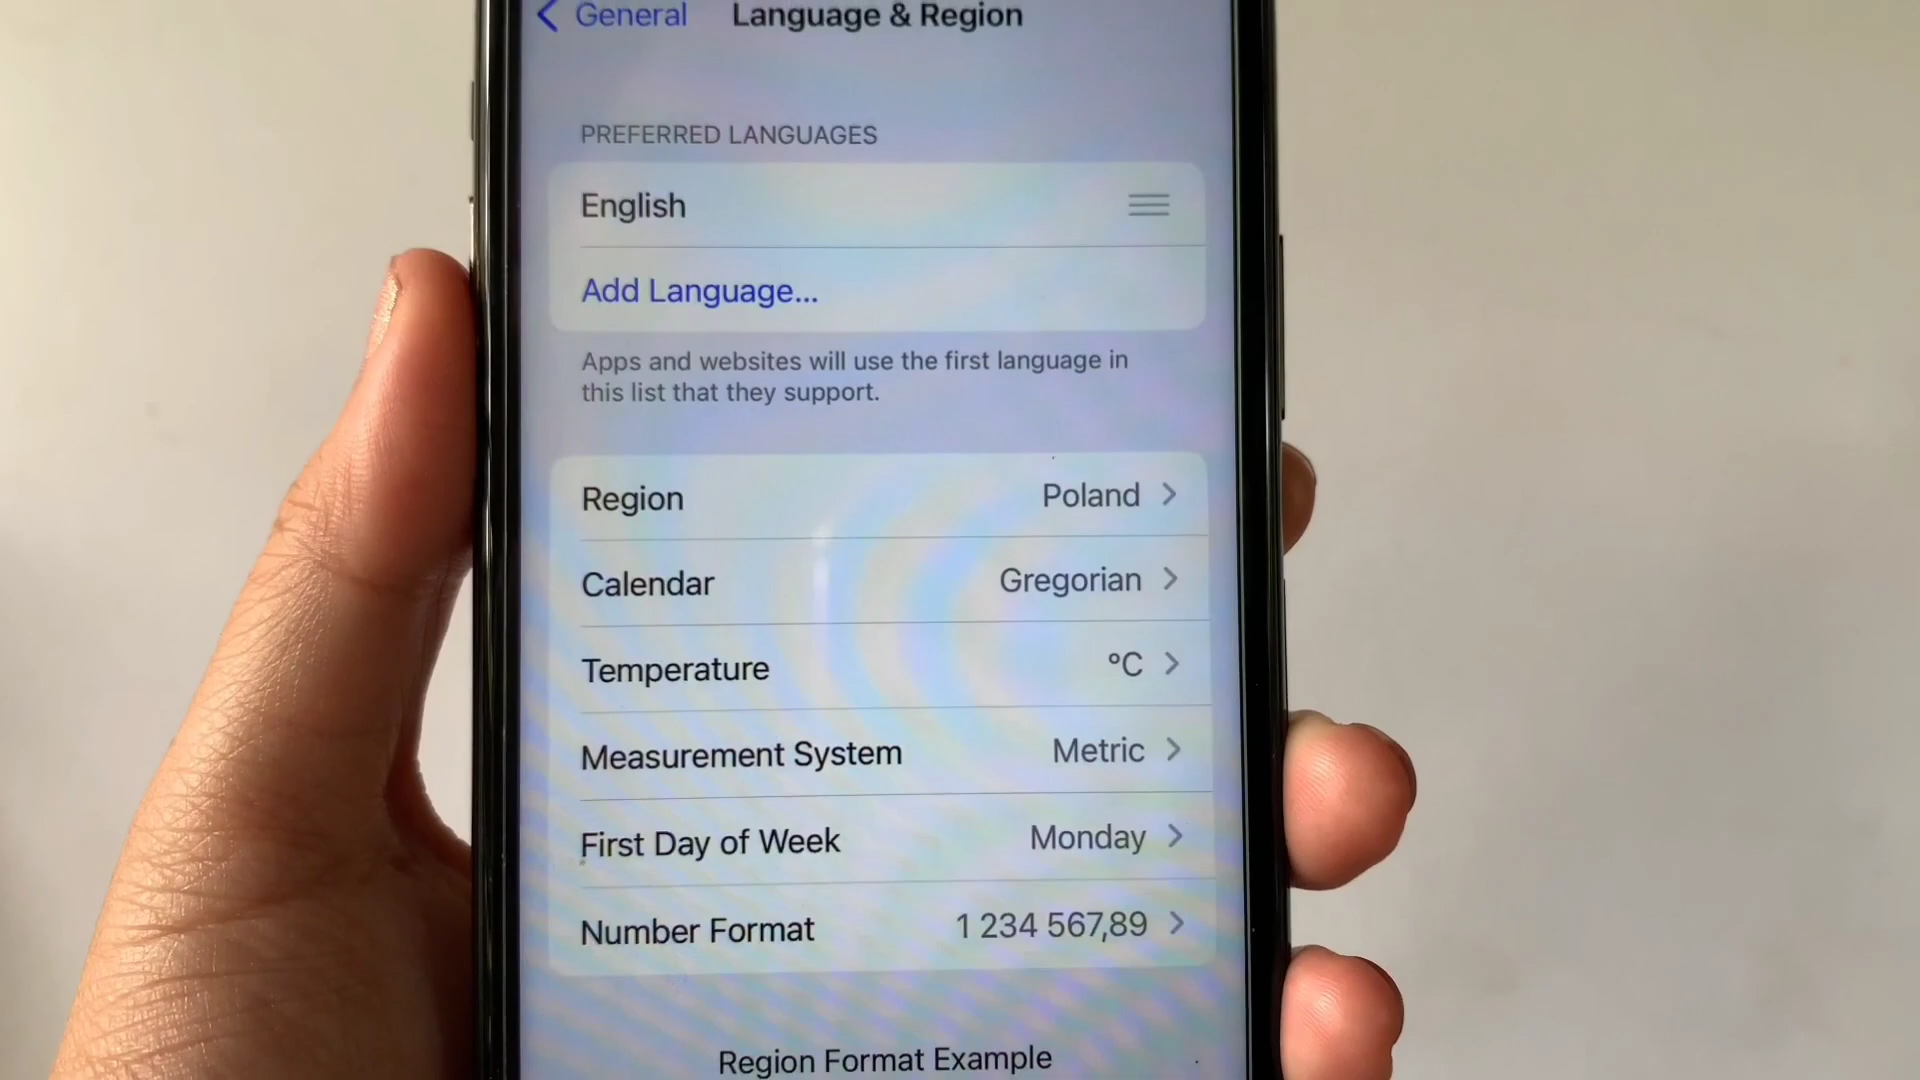 General Language & Region
PREFERRED LANGUAGES
English
Add Language...
Apps and websites will use the first language in
this list that they support.
Region Poland
Calendar Gregorian
Temperature °C
Measurement System Metric
First Day of Week Monday
Number Format 1 234 567,89
Region Format Example